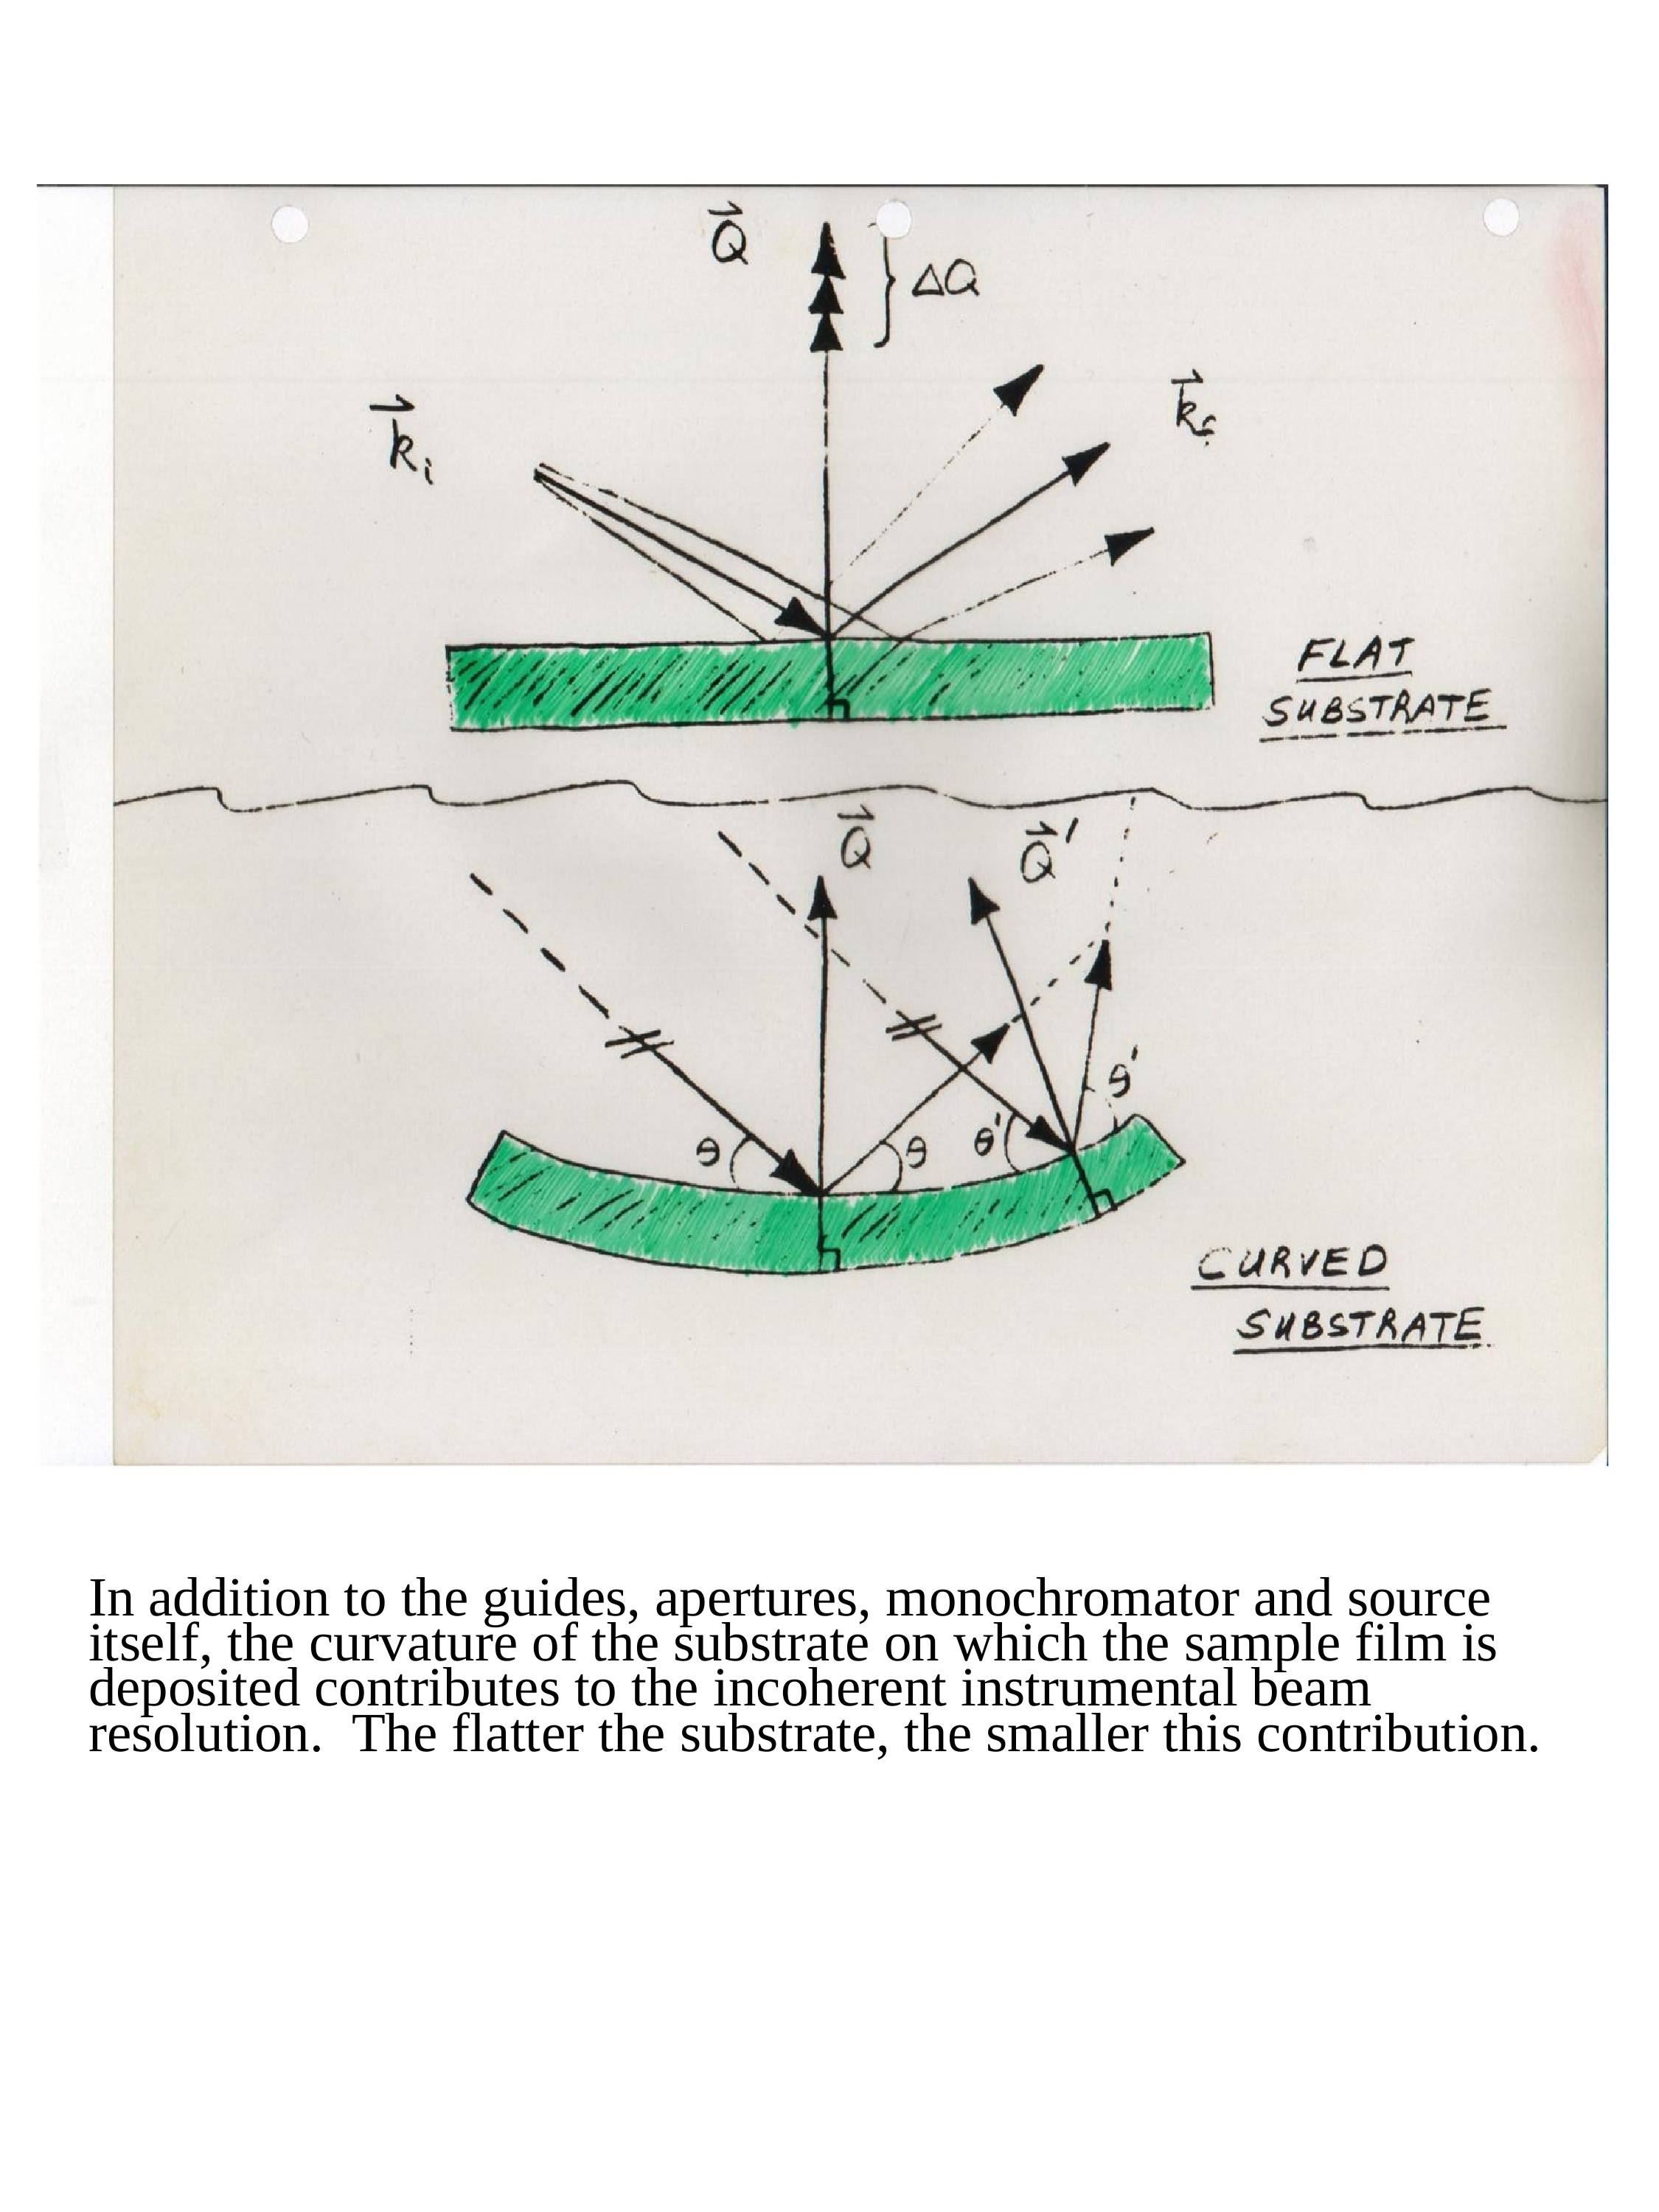 Q⃗
ΔQ
k⃗i
k⃗f
FLAT
SUBSTRATE
Q⃗
Q⃗'
θ'
θ
θ
θ'
CURVED
SUBSTRATE
In addition to the guides, apertures, monochromator and source
itself, the curvature of the substrate on which the sample film is
deposited contributes to the incoherent instrumental beam
resolution.  The flatter the substrate, the smaller this contribution.